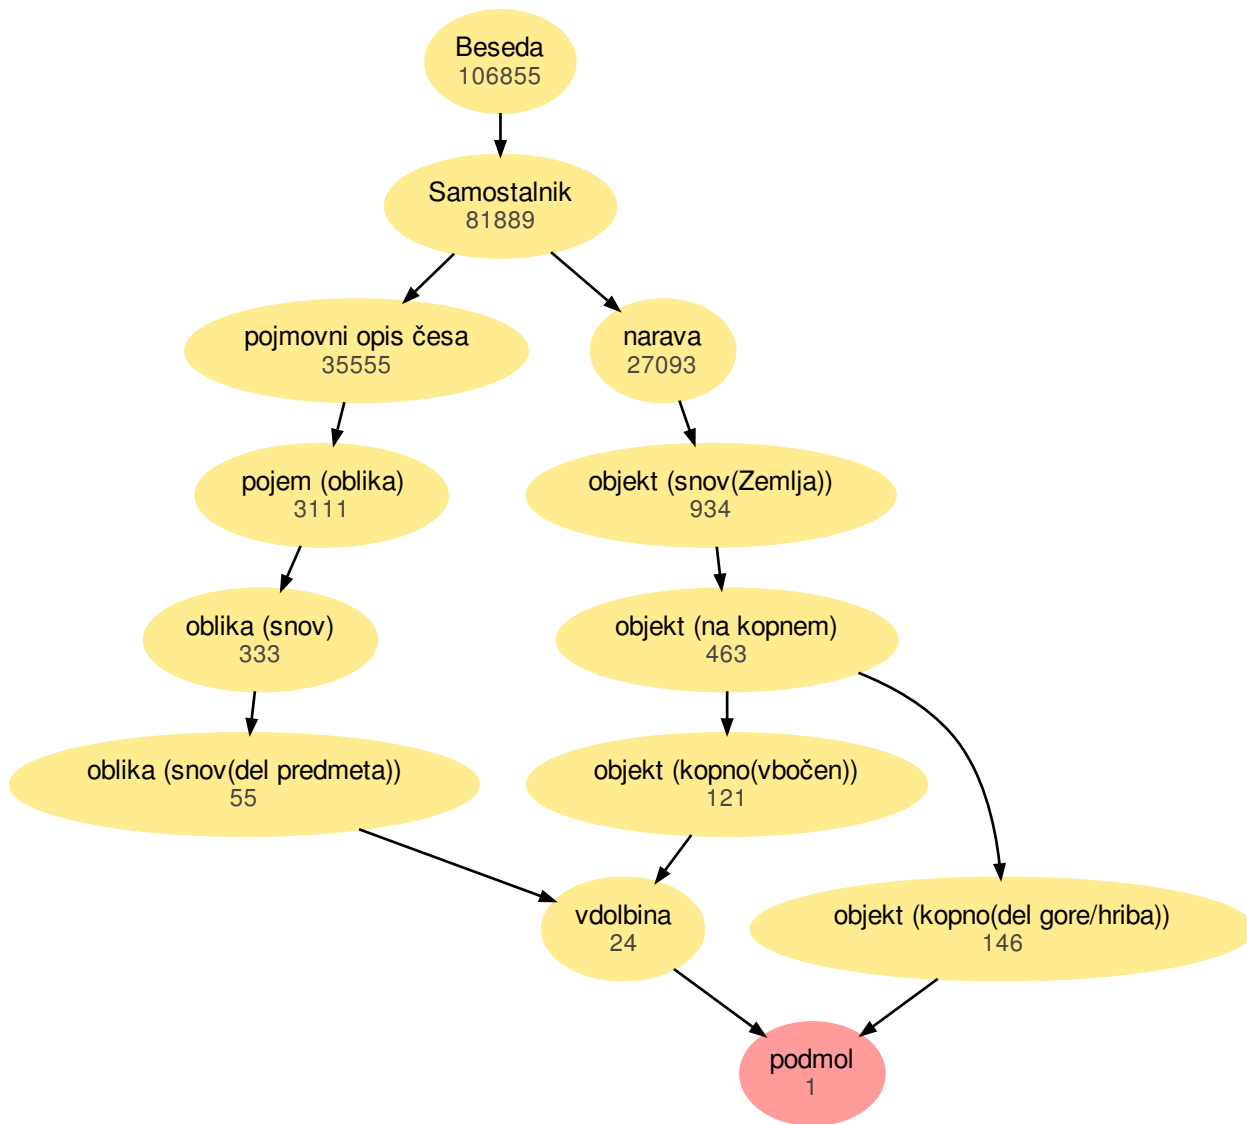 Beseda
106855
Samostalnik
81889
pojmovni opis česa
35555
narava
27093
pojem (oblika)
3111
objekt (snov(Zemlja))
934
oblika (snov)
333
objekt (na kopnem)
463
oblika (snov(del predmeta))
55
objekt (kopno(vbočen))
121
vdolbina
24
objekt (kopno(del gore/hriba))
146
podmol
1